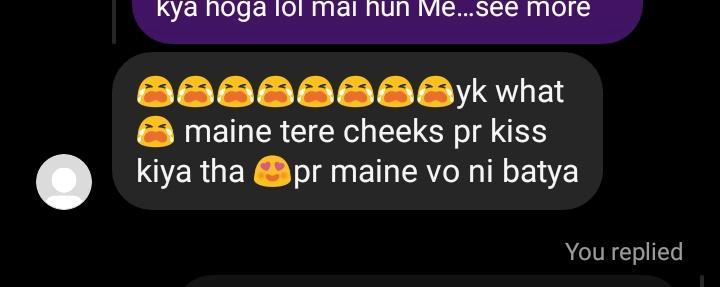 kya hoga lol mai hun Me...see more
😭😭😭😭😭😭😭😭yk what
😭 maine tere cheeks pr kiss
kiya tha 😍pr maine vo ni batya
You replied